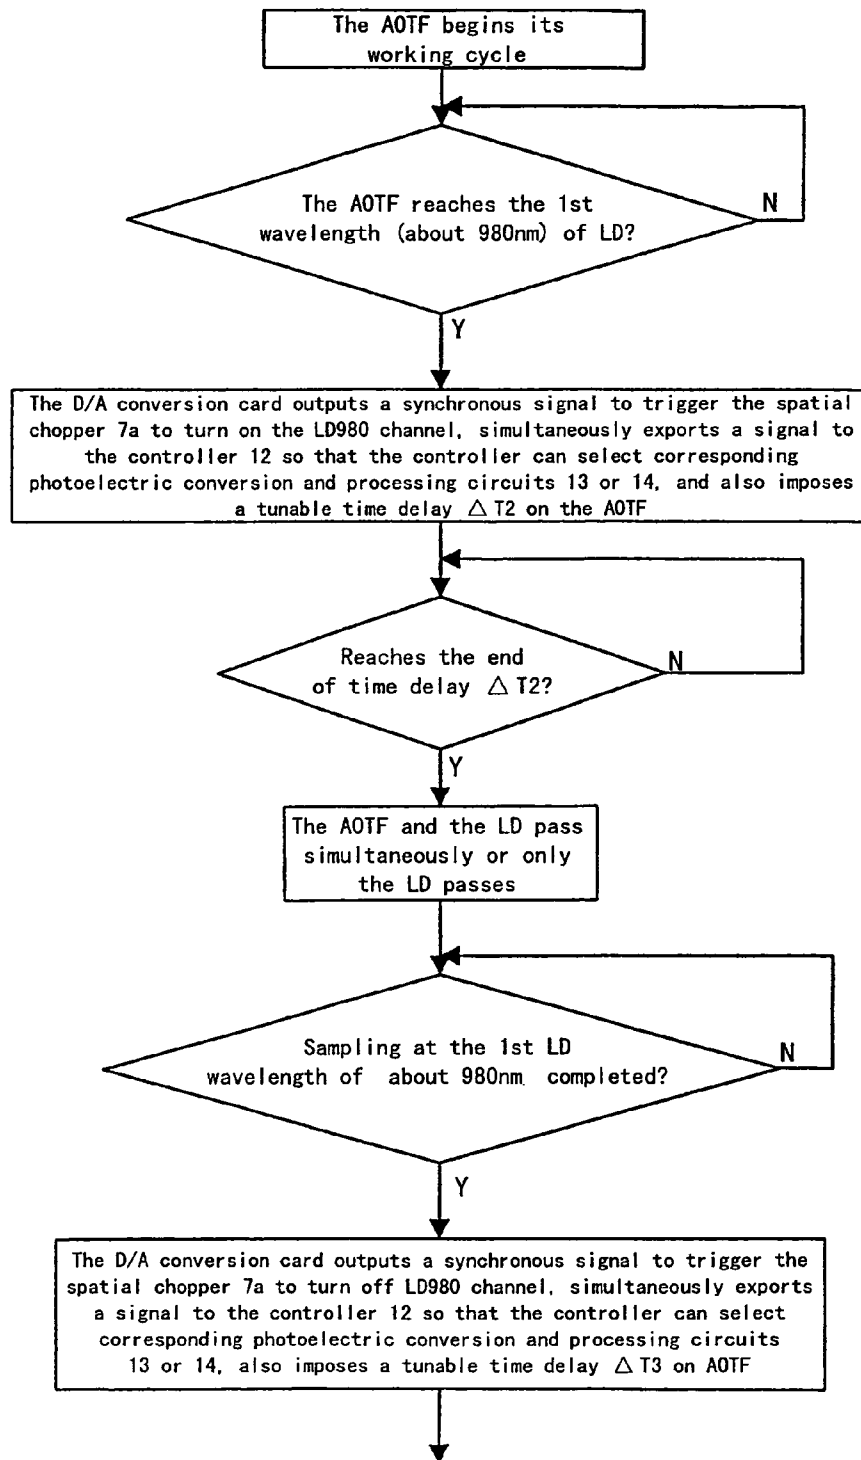 The AOTF begins its
working cycle
The AOTF reaches the 1st
wavelength (about 980nm) of LD?
N
Y
The D/A conversion card outputs a synchronous signal to trigger the spatial
chopper 7a to turn on the LD980 channel, simultaneously exports a signal to
the controller 12 so that the controller can select corresponding
photoelectric conversion and processing circuits 13 or 14, and also imposes
a tunable time delay △ T2 on the AOTF
Reaches the end
of time delay △ T2?
N
Y
The AOTF and the LD pass
simultaneously or only
the LD passes
Sampling at the 1st LD
wavelength of about 980nm completed?
N
Y
The D/A conversion card outputs a synchronous signal to trigger the
spatial chopper 7a to turn off LD980 channel, simultaneously exports
a signal to the controller 12 so that the controller can select
corresponding photoelectric conversion and processing circuits
13 or 14, also imposes a tunable time delay △ T3 on AOTF